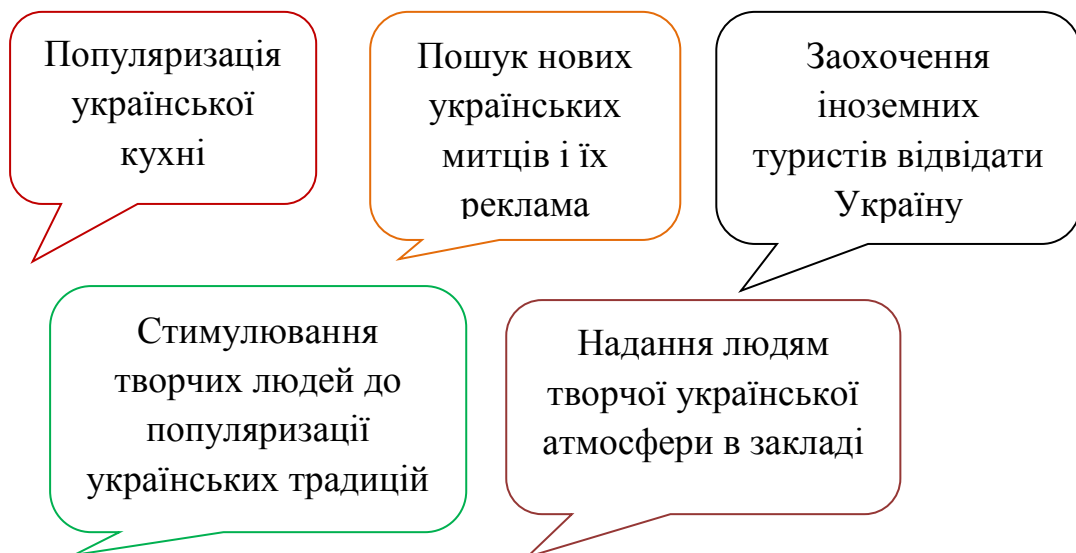 Популяризація
української
кухні
Пошук нових
українських
митців і їх
реклама
Заохочення
іноземних
туристів відвідати
Україну
Стимулювання
творчих людей до
популяризації
українських традицій
Надання людям
творчої української
атмосфери в закладі